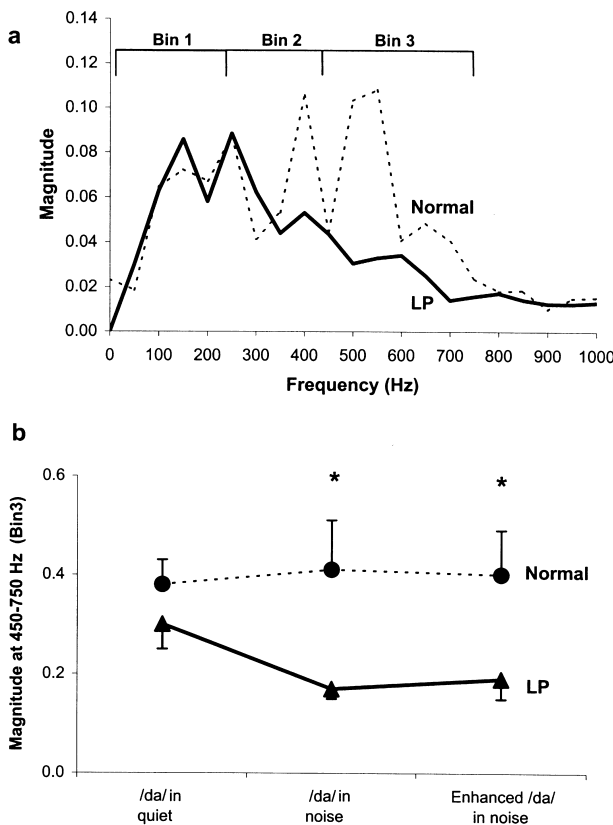 a
Bin 1
Bin 2
Bin 3
0.14
0.12
0.10
0.08
0.06
0.04
0.02
0.00
Magnitude
Normal
LP
0 100 200 300 400 500 600 700 800 900 1000
Frequency (Hz)
b
0.6
0.4
0.2
0.0
Magnitude at 450-750 Hz (Bin3)
*
*
Normal
LP
/da/ in
quiet
/da/ in
noise
Enhanced /da/
in noise